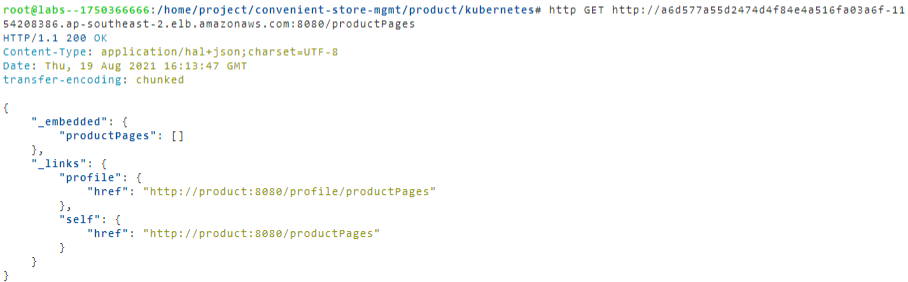 root@labs--1750366666:/home/project/convenient-store-mgmt/product/kubernetes# http GET http://a6d577a55d2474d4f84e4a516fa03a6f-11
54208386.ap-southeast-2.elb.amazonaws.com:8080/productPages
HTTP/1.1 200 OK
Content-Type: application/hal+json;charset=UTF-8
Date: Thu, 19 Aug 2021 16:13:47 GMT
transfer-encoding: chunked

{
    "_embedded": {
        "productPages": []
    },
    "_links": {
        "profile": {
            "href": "http://product:8080/profile/productPages"
        },
        "self": {
            "href": "http://product:8080/productPages"
        }
    }
}